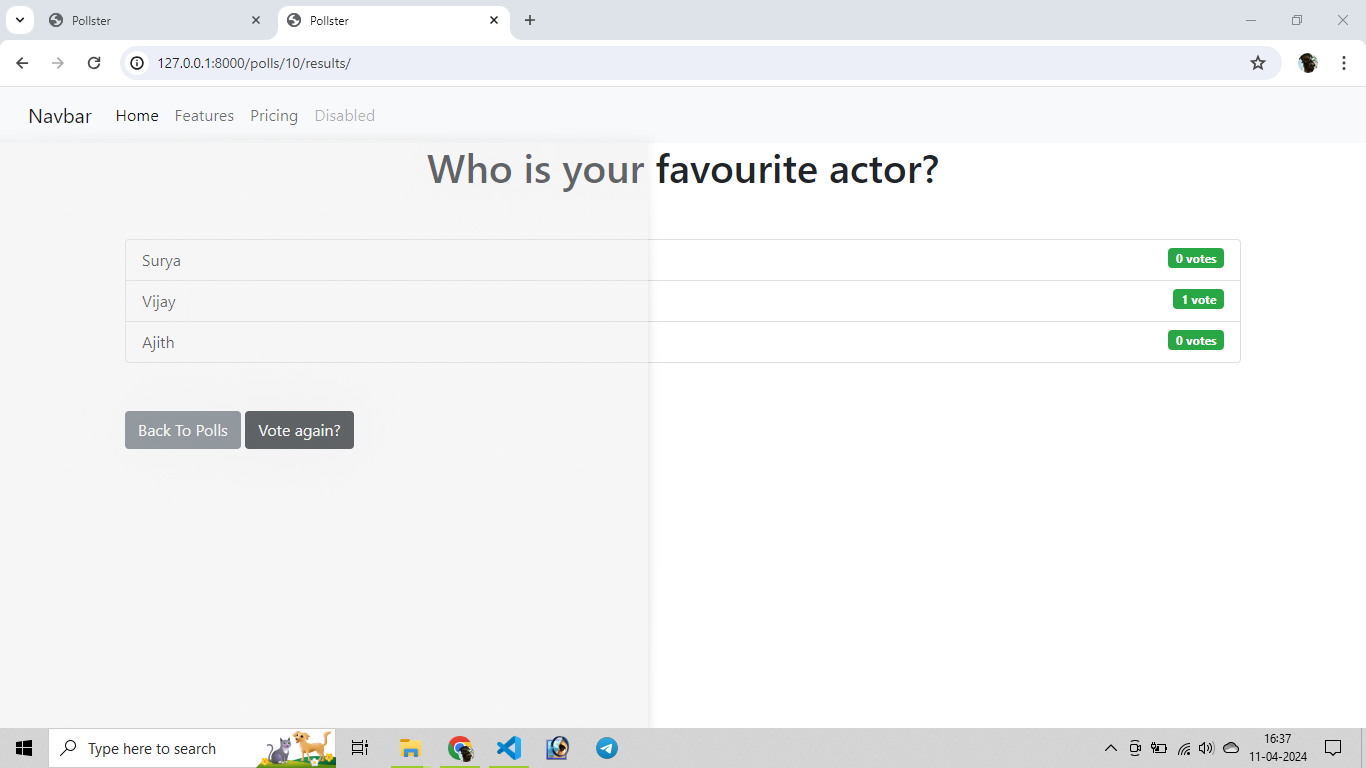 Pollster
Pollster
127.0.0.1:8000/polls/10/results/
Navbar Home Features Pricing Disabled
Who is your favourite actor?
Surya 0 votes
Vijay 1 vote
Ajith 0 votes
Back To Polls Vote again?
Type here to search
16:37
11-04-2024